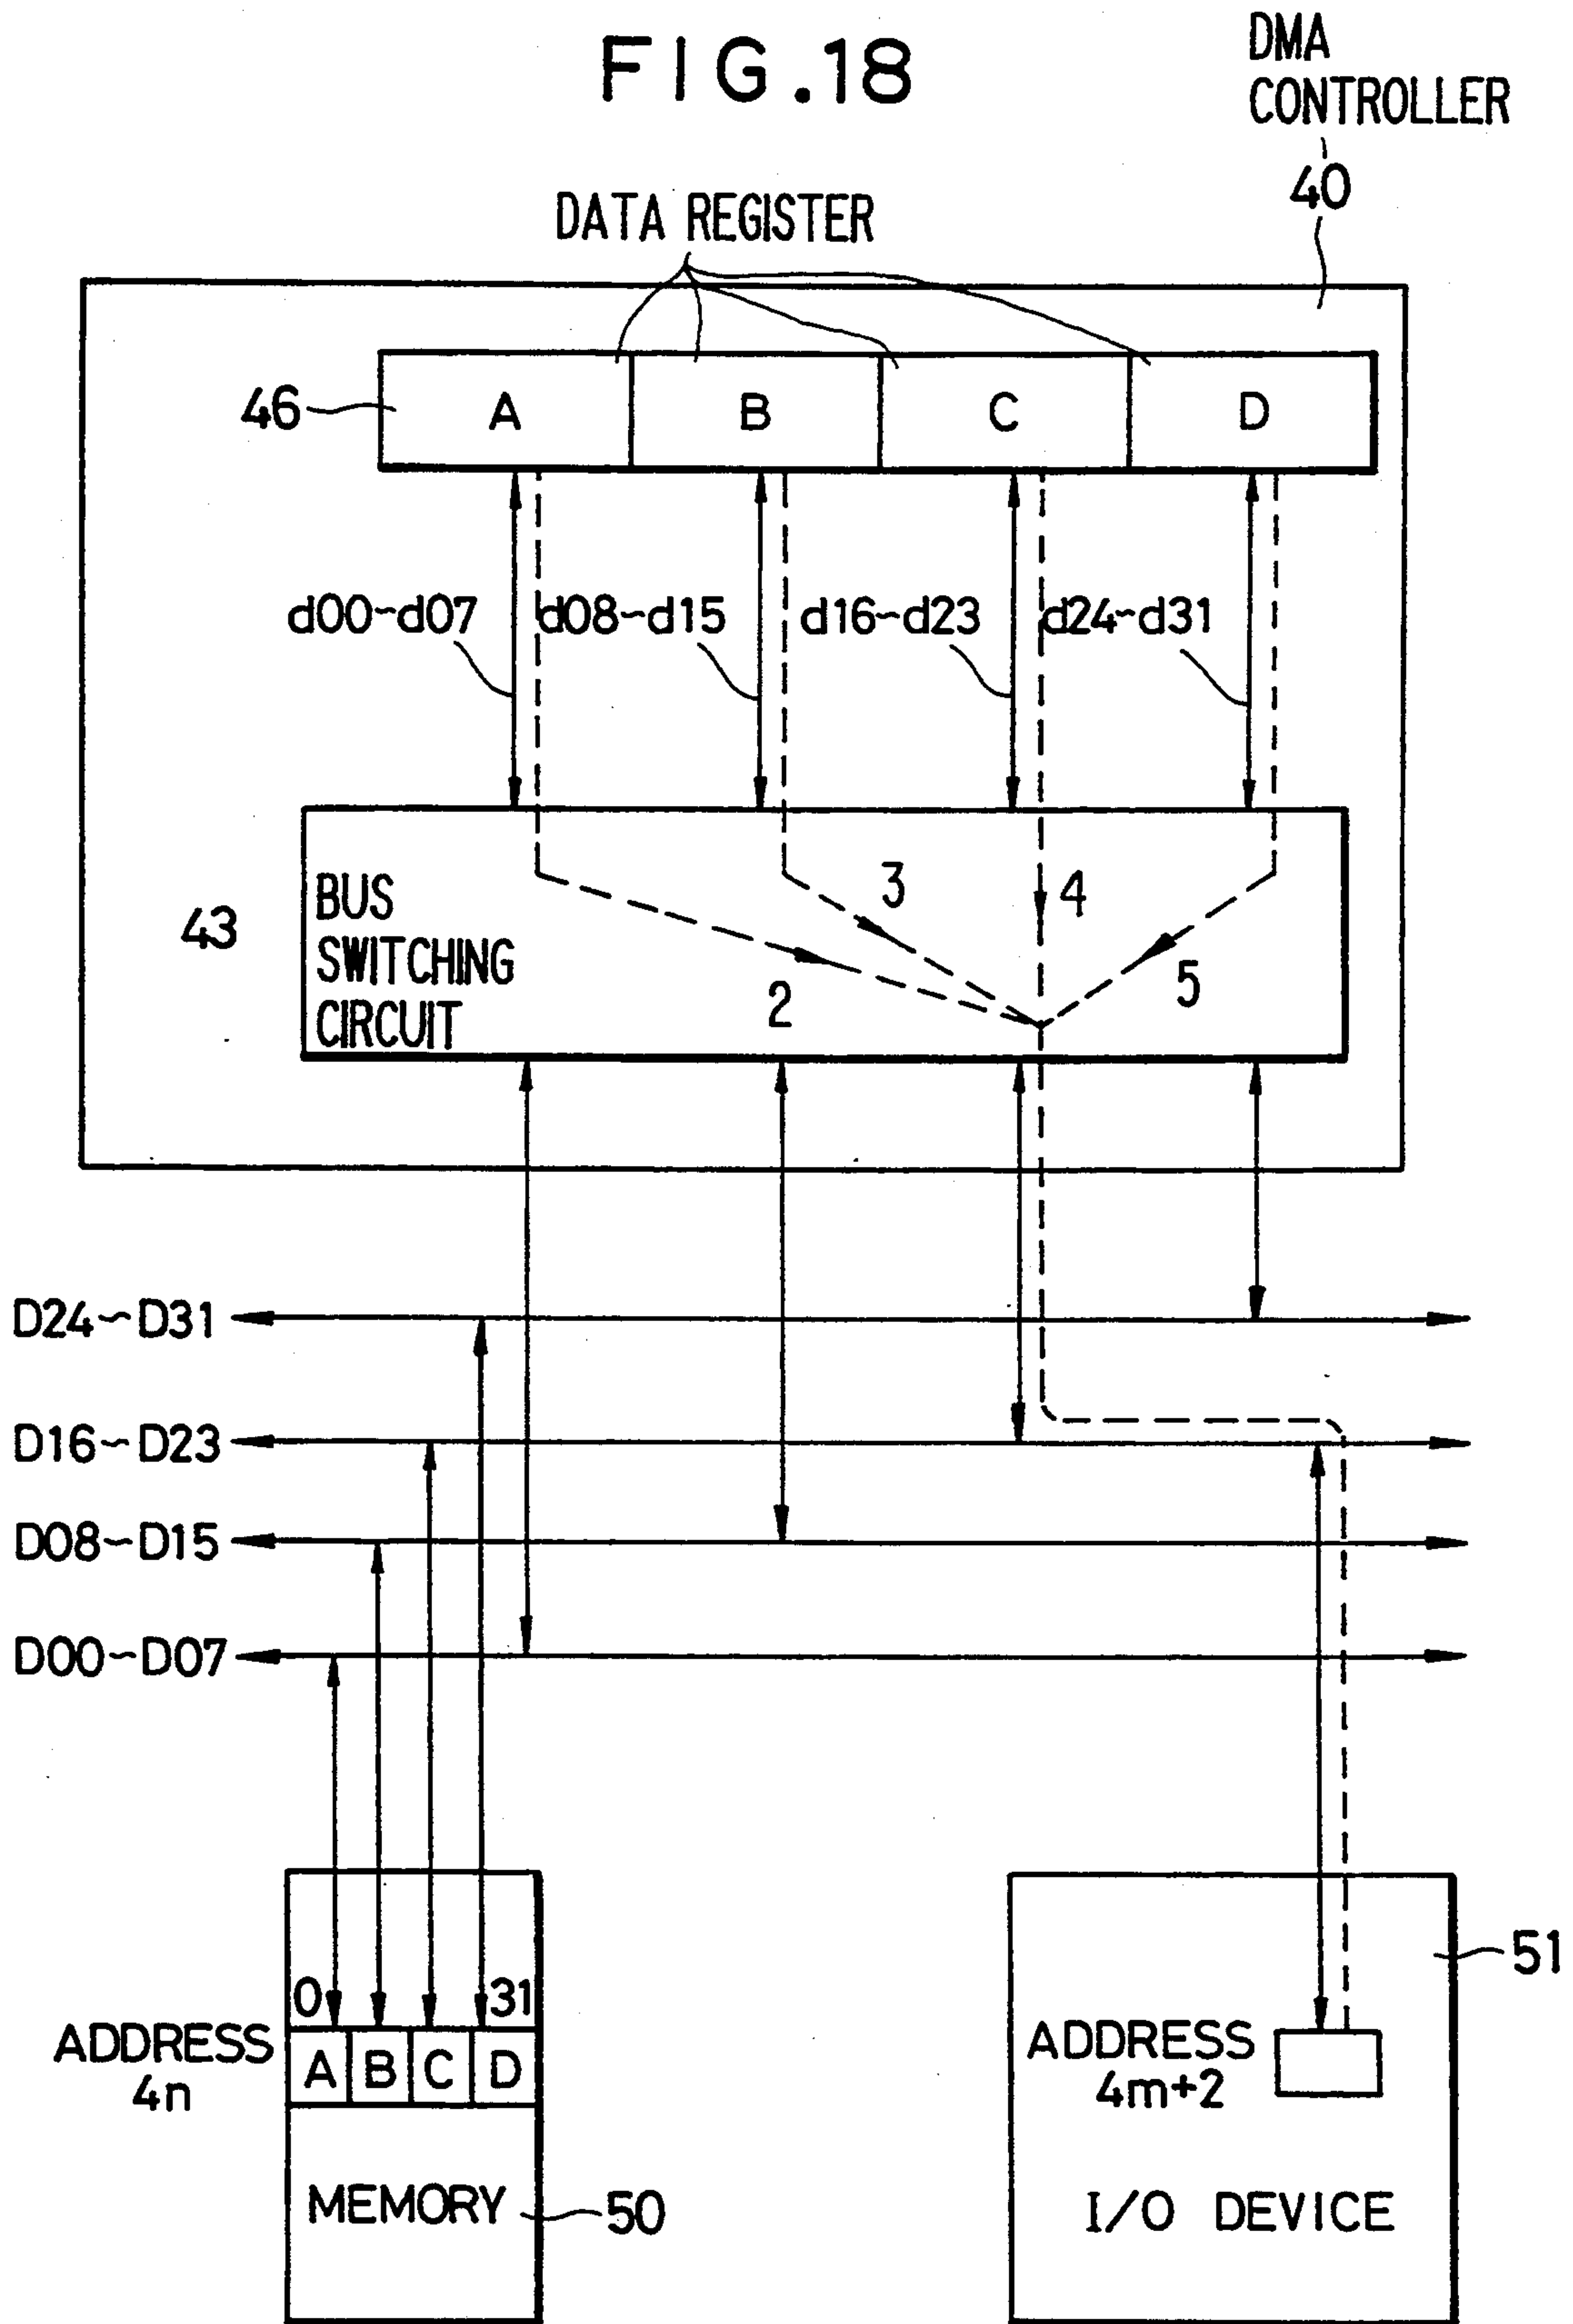 FIG.18
DMA
CONTROLLER
40
DATA REGISTER
46
A B C D
d00~d07 d08~d15 d16~d23 d24~d31
43
BUS
SWITCHING
CIRCUIT
2 3 4 5
D24~D31
D16~D23
D08~D15
D00~D07
0 31
ADDRESS
4n
A B C D
MEMORY
50
51
ADDRESS
4m+2
I/O DEVICE